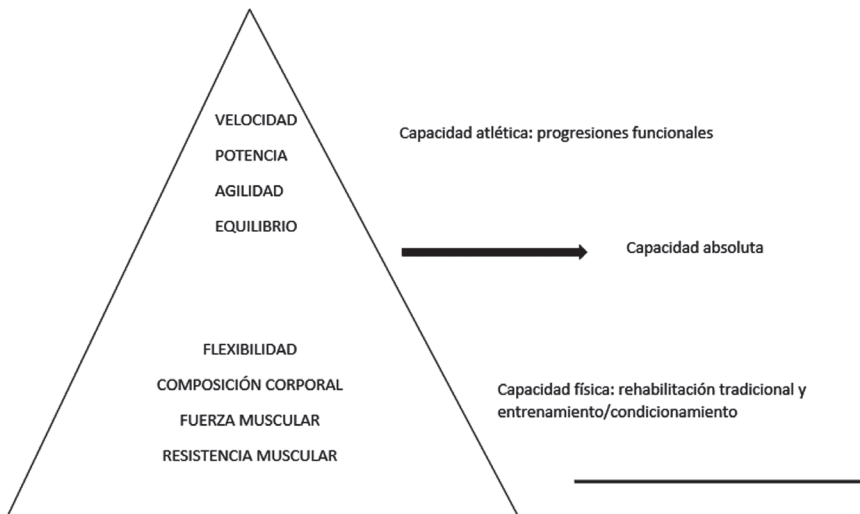 VELOCIDAD
Capacidad atlética: progresiones funcionales
POTENCIA
AGILIDAD
EQUILIBRIO
Capacidad absoluta
FLEXIBILIDAD
COMPOSICIÓN CORPORAL
FUERZA MUSCULAR
RESISTENCIA MUSCULAR
Capacidad física: rehabilitación tradicional y
entrenamiento/condicionamiento